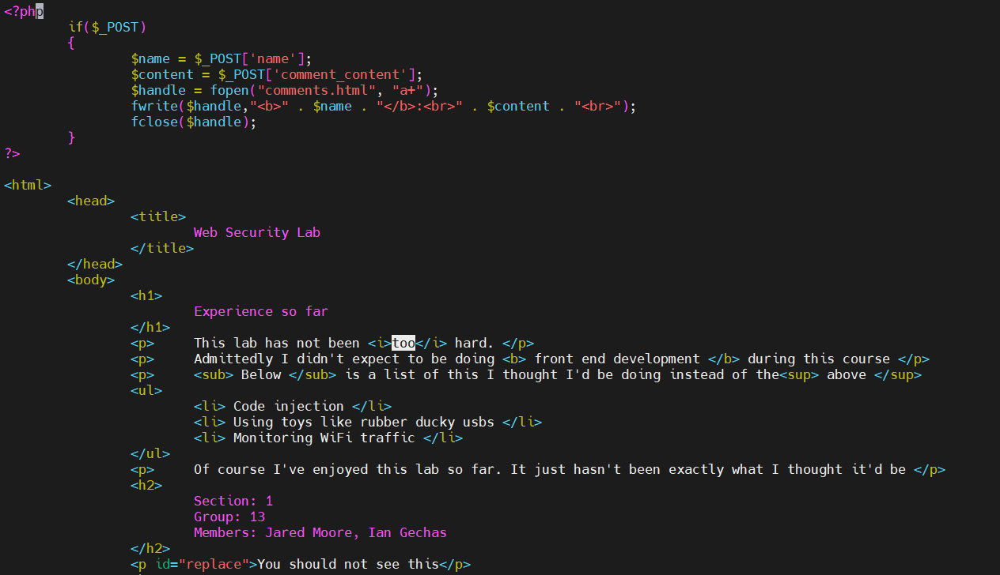 <?php
if($_POST)
{
$name = $_POST['name'];
$content = $_POST['comment_content'];
$handle = fopen("comments.html", "a+");
fwrite($handle,"<b>" . $name . "</b>:<br>" . $content . "<br>");
fclose($handle);
}
?>
<html>
<head>
<title>
Web Security Lab
</title>
</head>
<body>
<h1>
Experience so far
</h1>
<p> This lab has not been <i>too</i> hard. </p>
<p> Admittedly I didn't expect to be doing <b> front end development </b> during this course </p>
<p> <sub> Below </sub> is a list of this I thought I'd be doing instead of the<sup> above </sup>
<ul>
<li> Code injection </li>
<li> Using toys like rubber ducky usbs </li>
<li> Monitoring WiFi traffic </li>
</ul>
<p> Of course I've enjoyed this lab so far. It just hasn't been exactly what I thought it'd be </p>
<h2>
Section: 1
Group: 13
Members: Jared Moore, Ian Gechas
</h2>
<p id="replace">You should not see this</p>